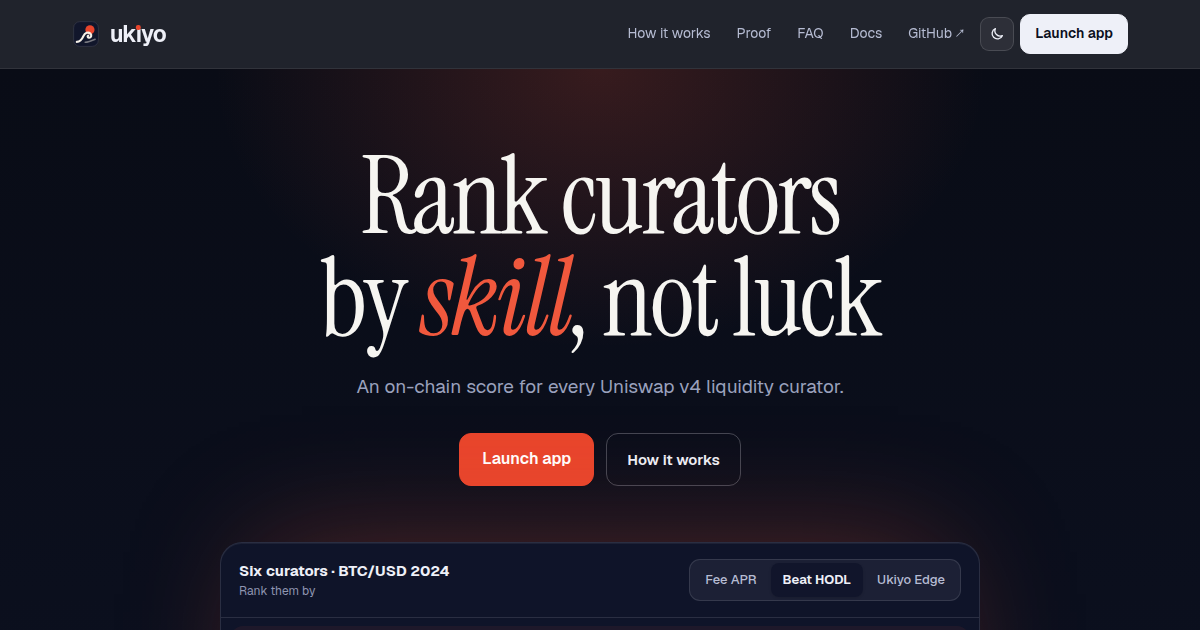 ukiyo
How it works
Proof
FAQ
Docs
GitHub ↗
Launch app
Rank curators
by skill, not luck
An on-chain score for every Uniswap v4 liquidity curator.
Launch app
How it works
Six curators · BTC/USD 2024
Rank them by
Fee APR
Beat HODL
Ukiyo Edge